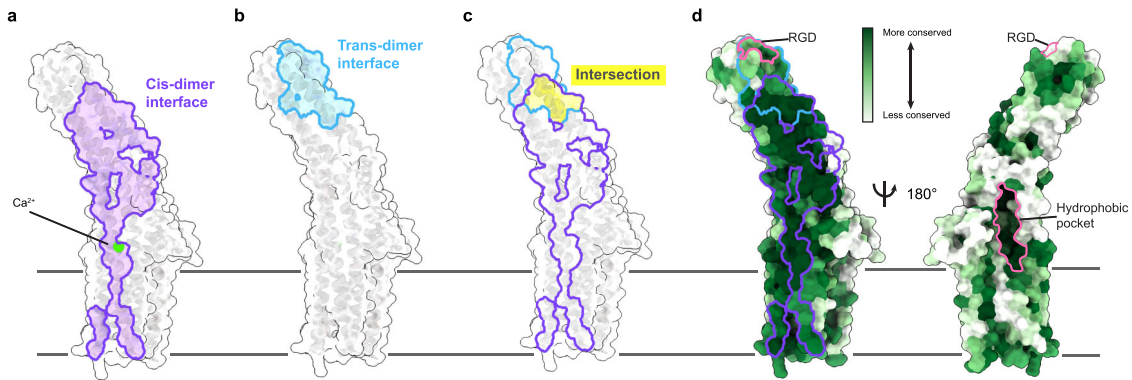 a
b
c
d
Cis-dimer
interface
Ca²⁺
Trans-dimer
interface
Intersection
RGD
More conserved
Less conserved
180°
RGD
Hydrophobic
pocket